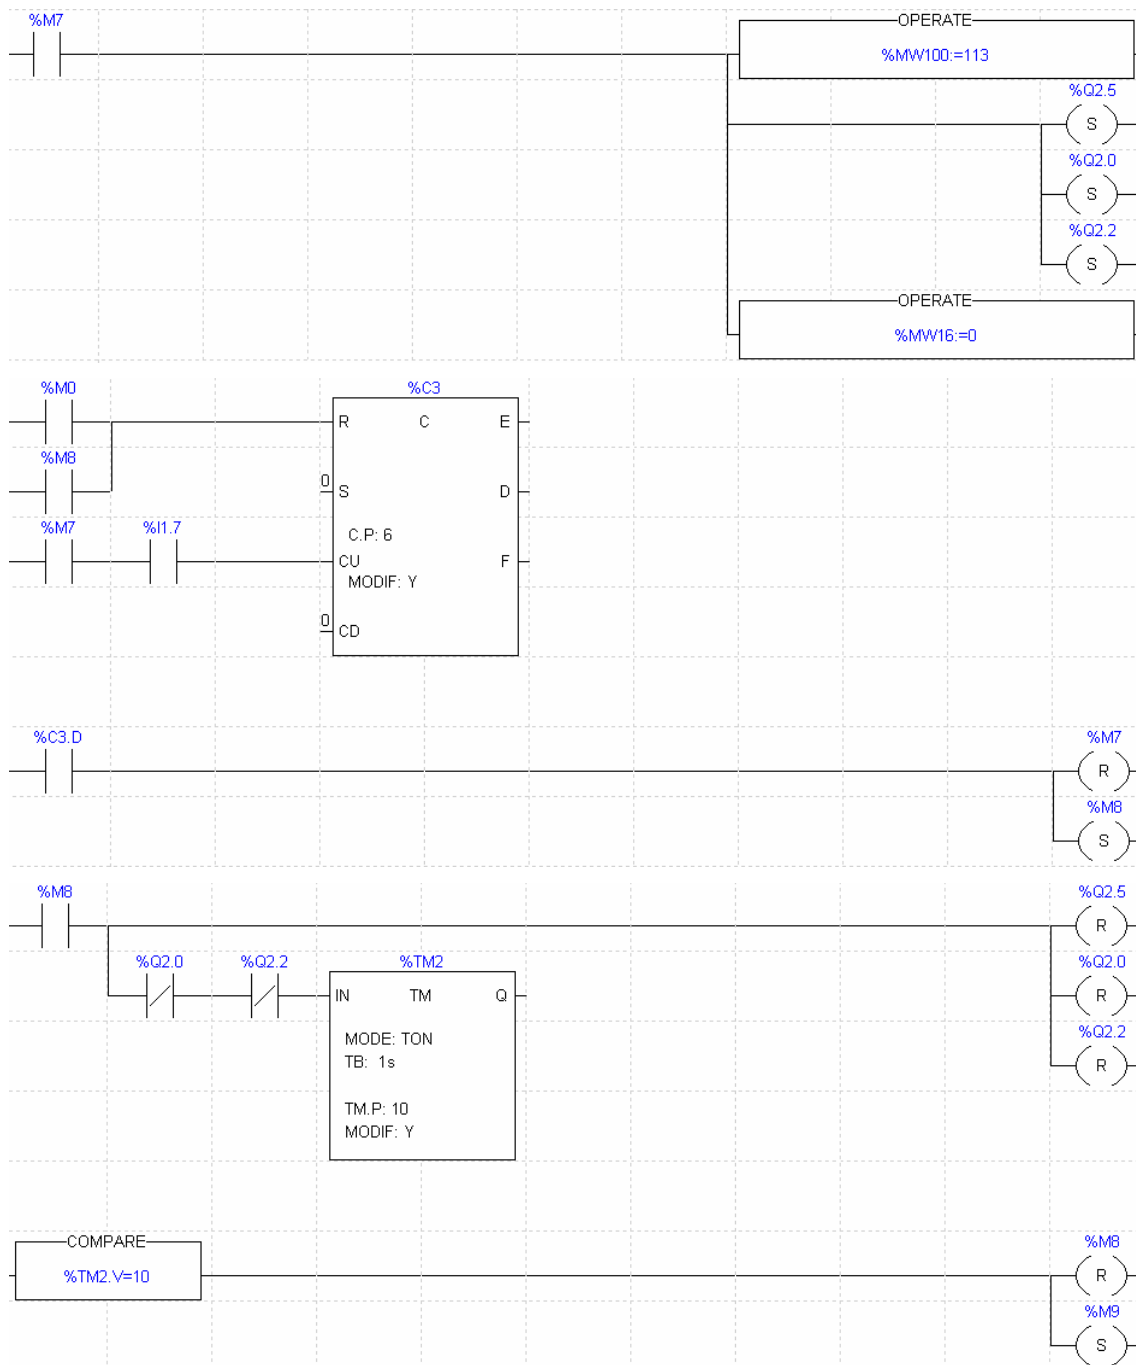 %M7
OPERATE
%MW100:=113
%Q2.5
S
%Q2.0
S
%Q2.2
S
OPERATE
%MW16:=0
%M0 %C3
R C E
%M8
0 S D
%M7 %I1.7
C.P: 6
CU F
MODIF: Y
0 CD
%C3.D %M7
R
%M8
S
%M8 %Q2.5
R
%Q2.0 %Q2.2 %TM2 %Q2.0
IN TM Q R
MODE: TON %Q2.2
TB: 1s R
TM.P: 10
MODIF: Y
COMPARE %M8
%TM2.V=10 R
%M9
S